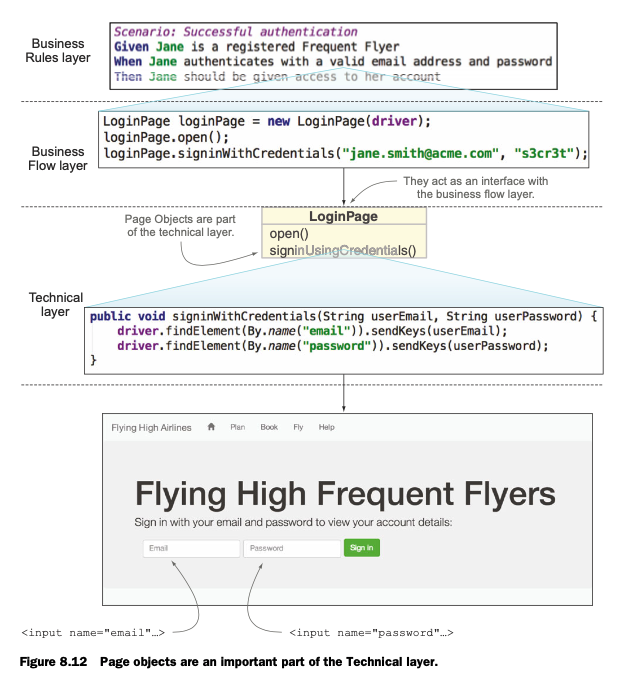 Business
Rules layer
Scenario: Successful authentication
Given Jane is a registered Frequent Flyer
When Jane authenticates with a valid email address and password
Then Jane should be given access to her account
Business
Flow layer
LoginPage loginPage = new LoginPage(driver);
loginPage.open();
loginPage.signinWithCredentials("jane.smith@acme.com", "s3cr3t");
They act as an interface with
the business flow layer.
Page Objects are part
of the technical layer.
LoginPage
open()
signinUsingCredentials()
Technical
layer
public void signinWithCredentials(String userEmail, String userPassword) {
driver.findElement(By.name("email")).sendKeys(userEmail);
driver.findElement(By.name("password")).sendKeys(userPassword);
}
Flying High Airlines Plan Book Fly Help
Flying High Frequent Flyers
Sign in with your email and password to view your account details:
Email Password Sign in
<input name="email"…> <input name="password"…>
Figure 8.12 Page objects are an important part of the Technical layer.